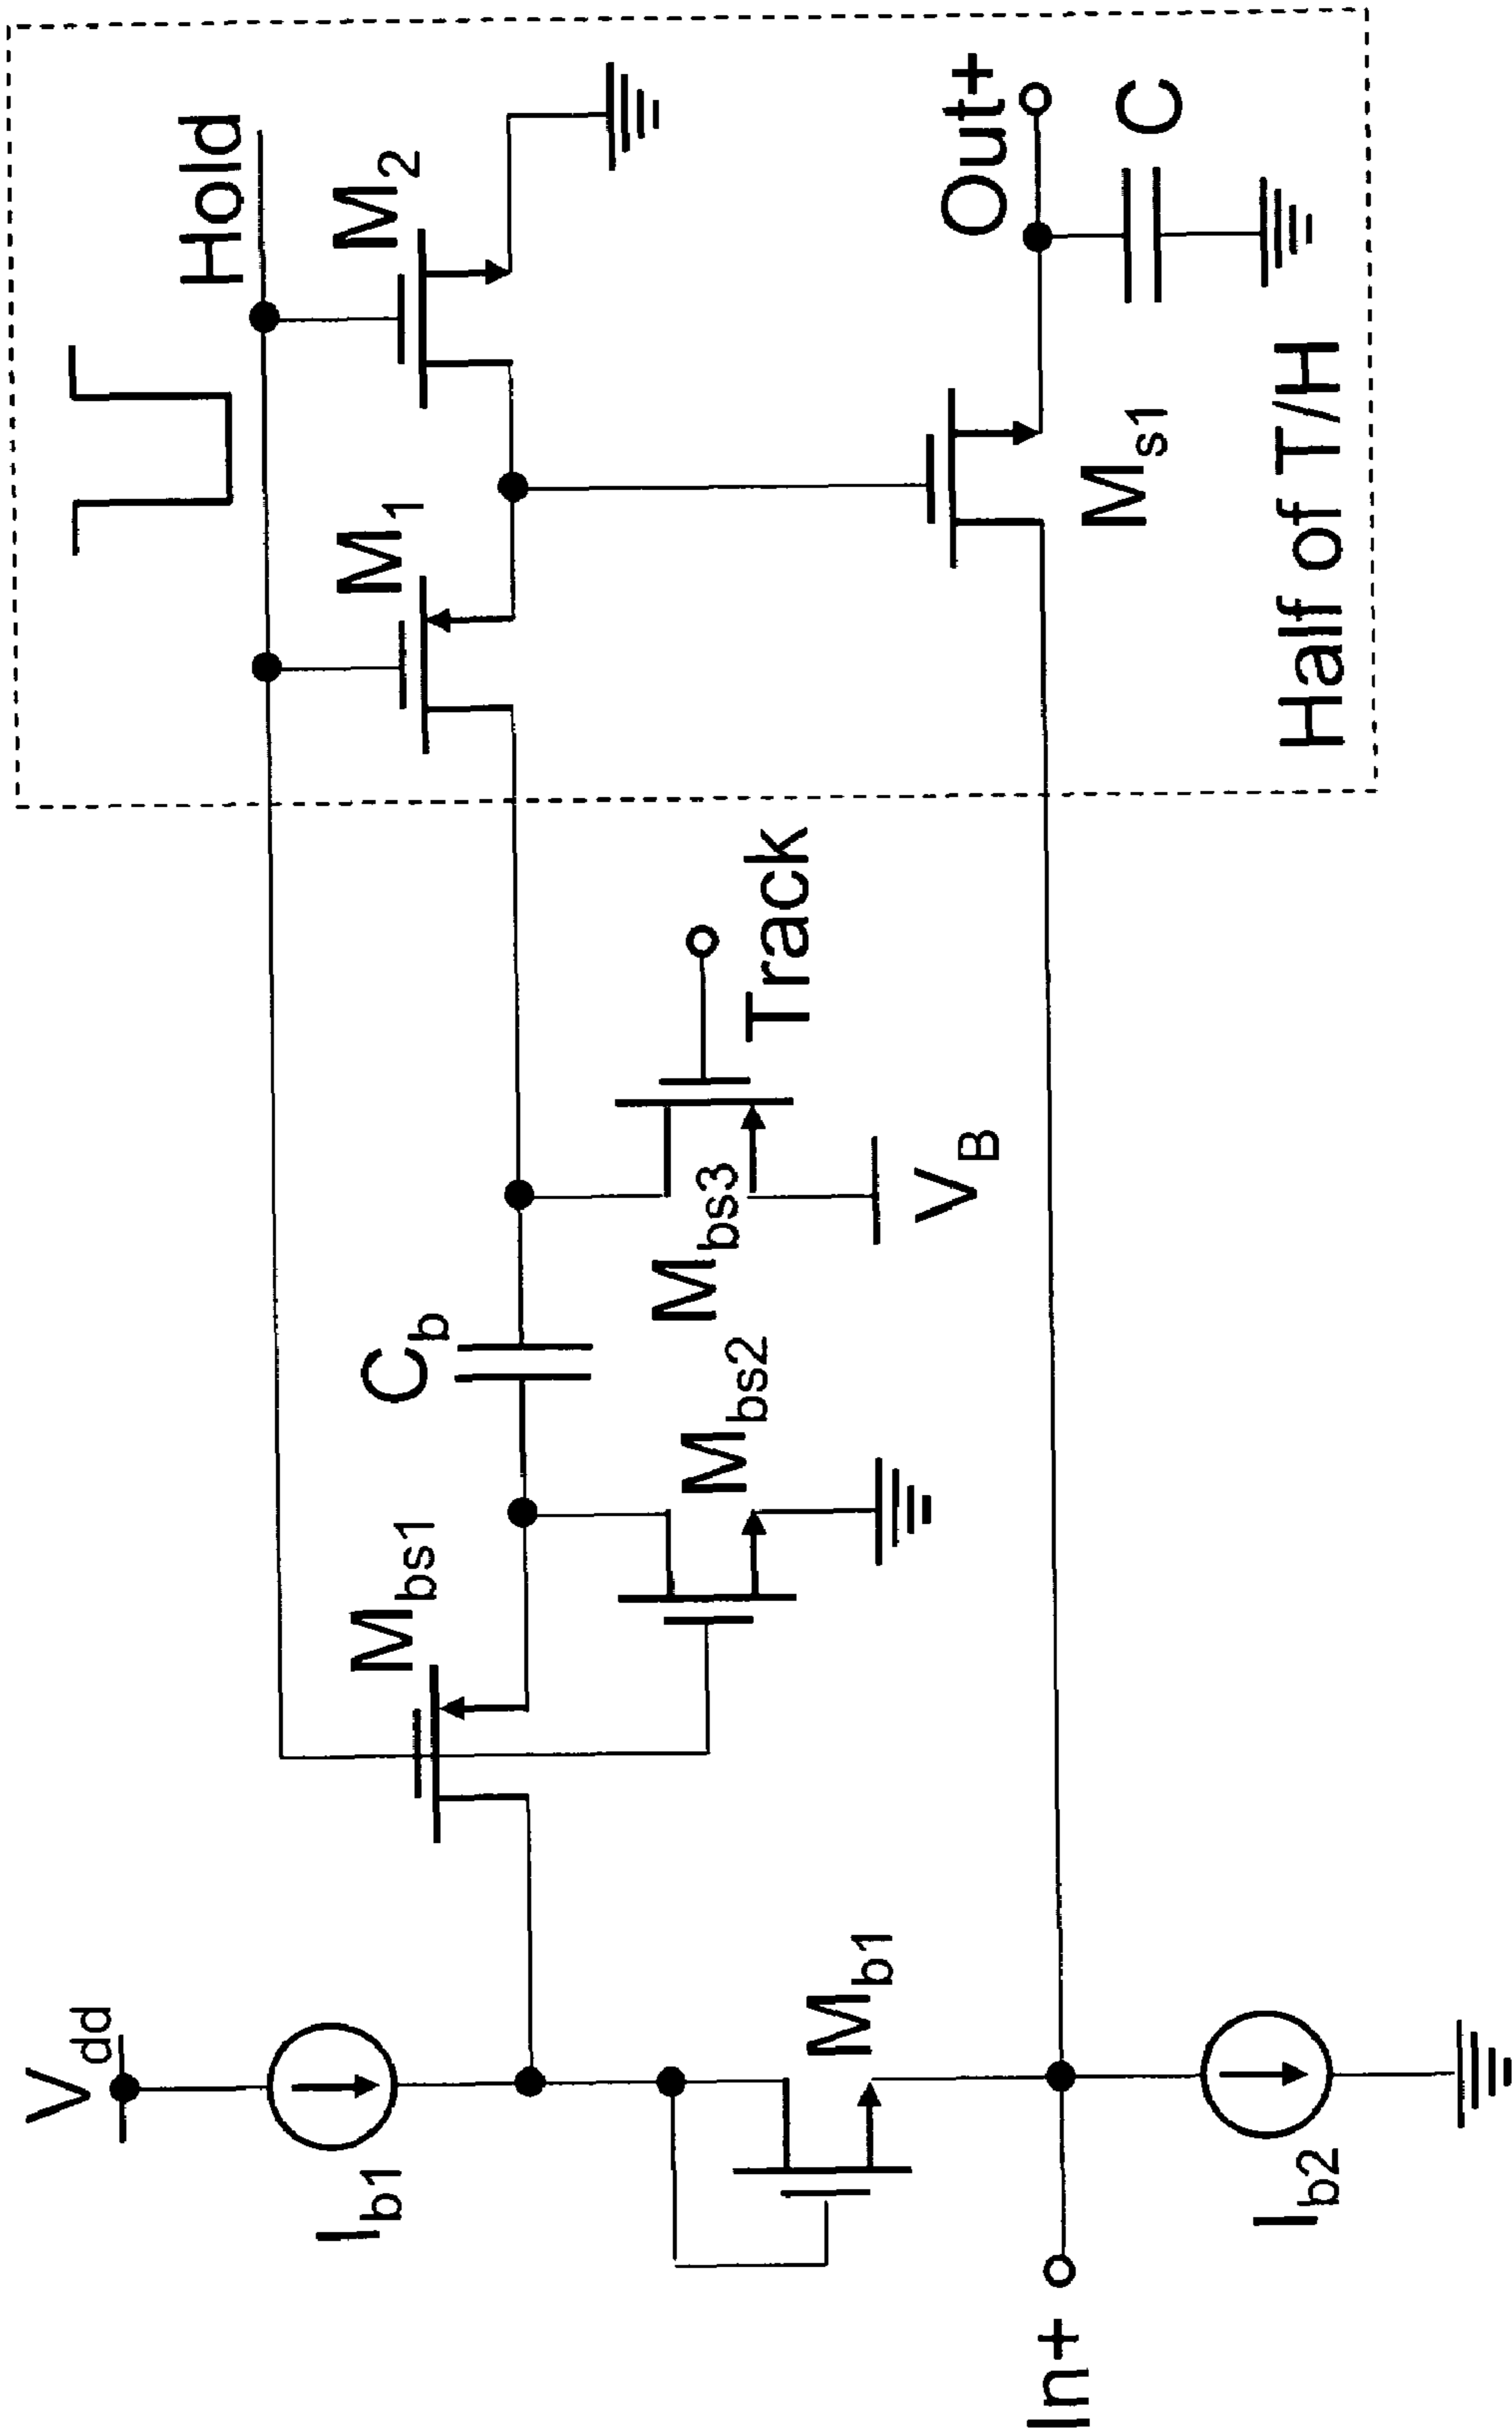 Hold
M1
M2
Vdd
Ib1
Mbs1
Cb
Mbs2
Mbs3
Track
VB
Mb1
Ms1
Out+
C
In+
Ib2
Half of T/H